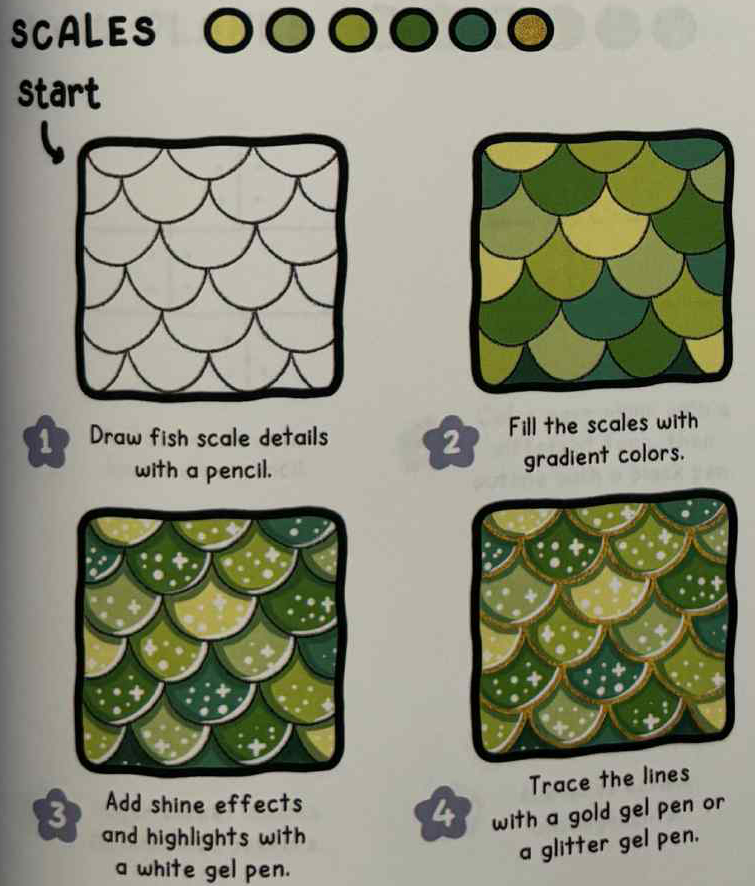 SCALES
start
1
Draw fish scale details
with a pencil.
2
Fill the scales with
gradient colors.
3
Add shine effects
and highlights with
a white gel pen.
4
Trace the lines
with a gold gel pen or
a glitter gel pen.